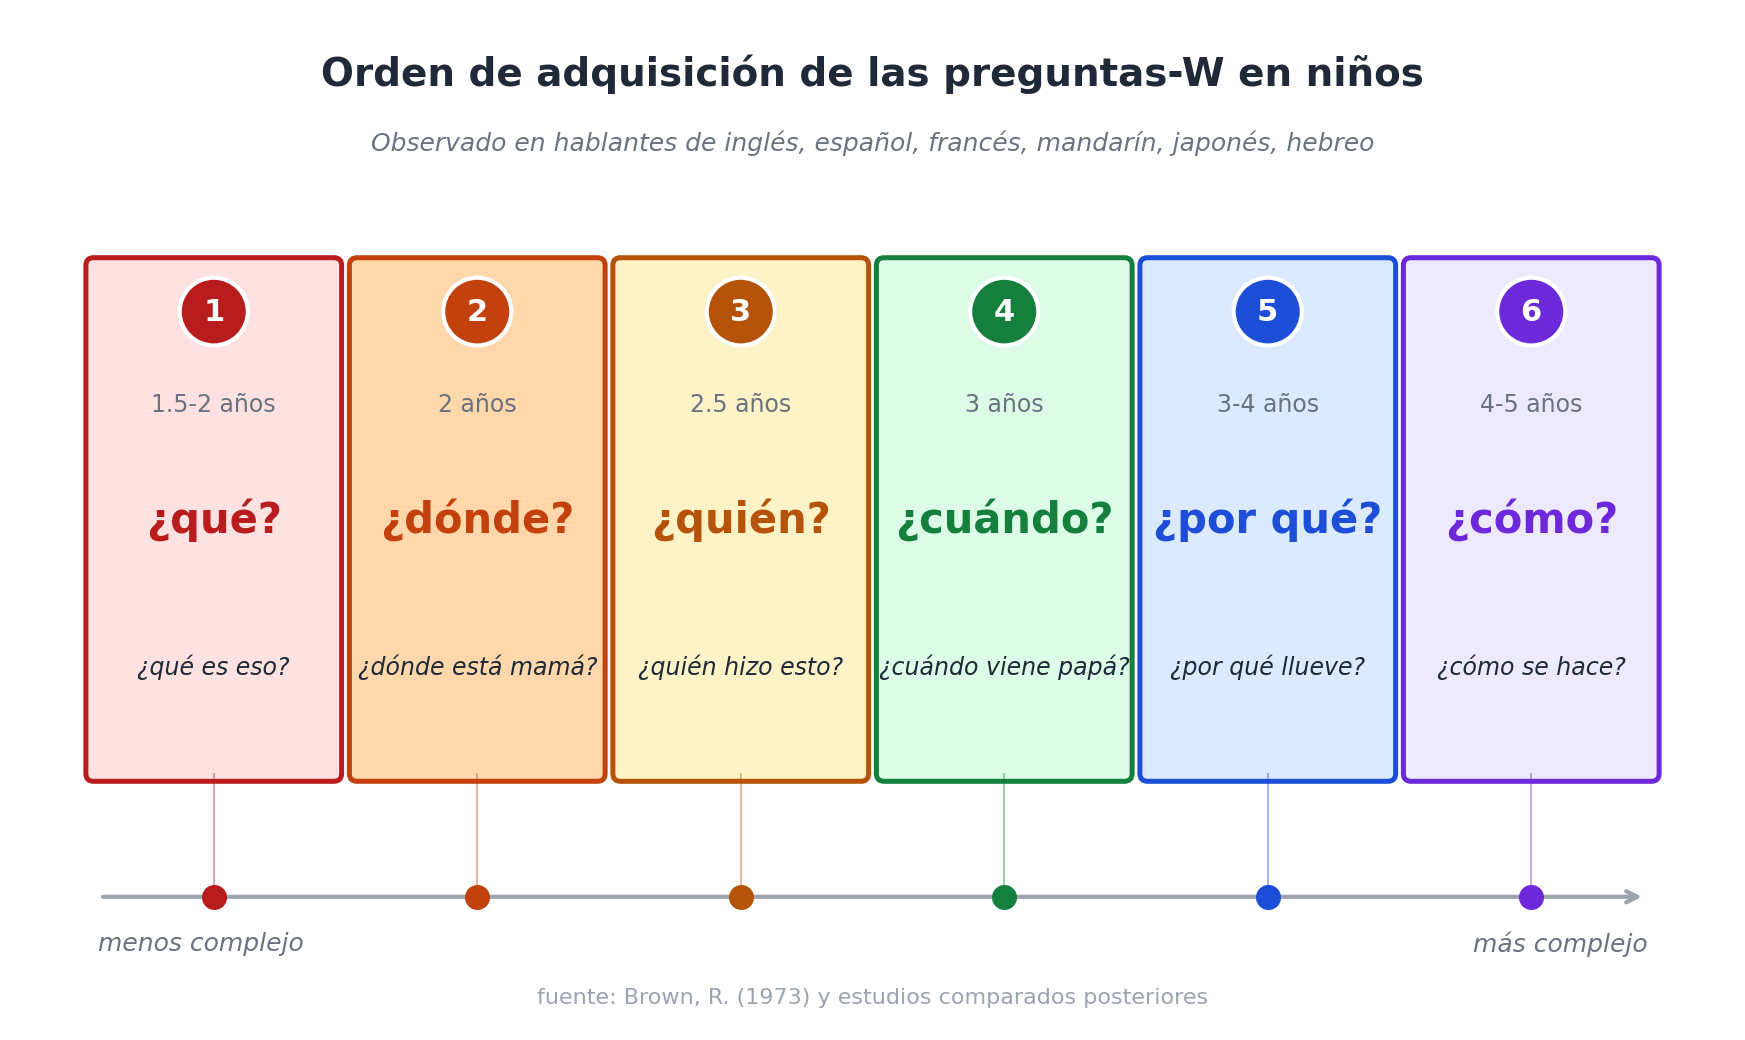 Orden de adquisición de las preguntas-W en niños
Observado en hablantes de inglés, español, francés, mandarín, japonés, hebreo
1
1.5-2 años
¿qué?
¿qué es eso?
2
2 años
¿dónde?
¿dónde está mamá?
3
2.5 años
¿quién?
¿quién hizo esto?
4
3 años
¿cuándo?
¿cuándo viene papá?
5
3-4 años
¿por qué?
¿por qué llueve?
6
4-5 años
¿cómo?
¿cómo se hace?
menos complejo
más complejo
fuente: Brown, R. (1973) y estudios comparados posteriores